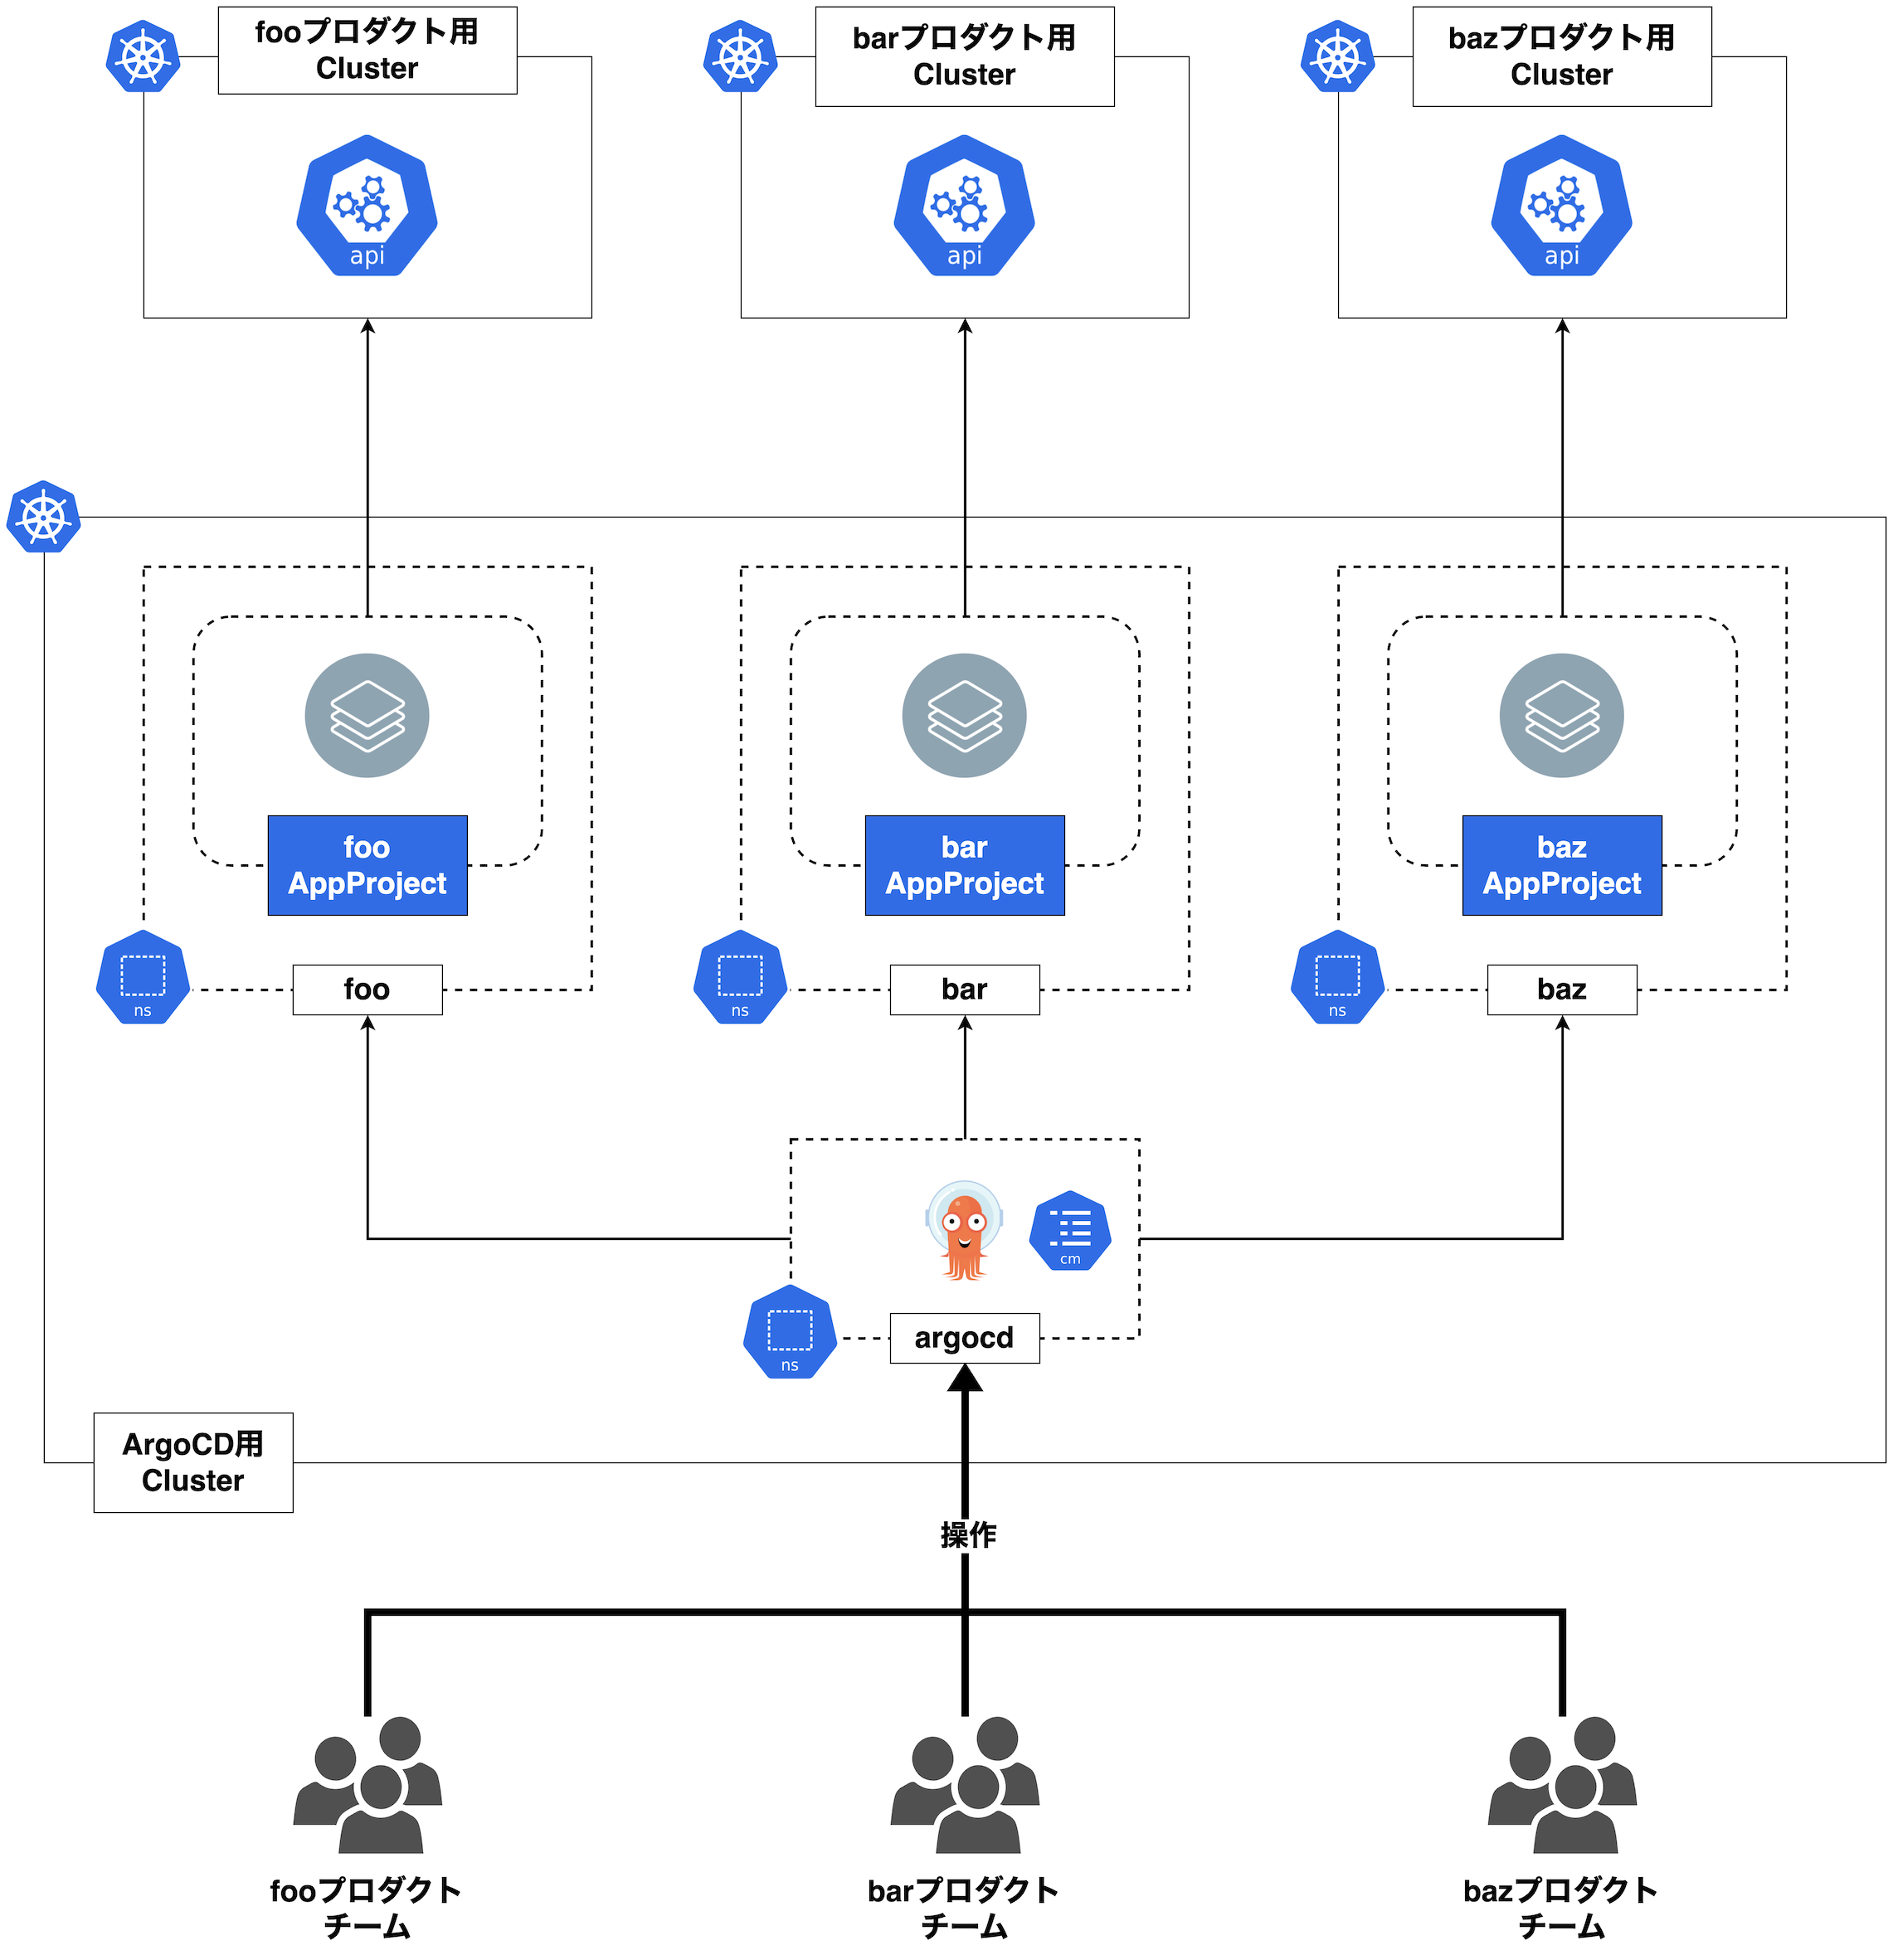 fooプロダクト用
Cluster
barプロダクト用
Cluster
bazプロダクト用
Cluster
api
api
api
foo
AppProject
bar
AppProject
baz
AppProject
ns
foo
ns
bar
ns
baz
cm
ns
argocd
ArgoCD用
Cluster
操作
fooプロダクト
チーム
barプロダクト
チーム
bazプロダクト
チーム